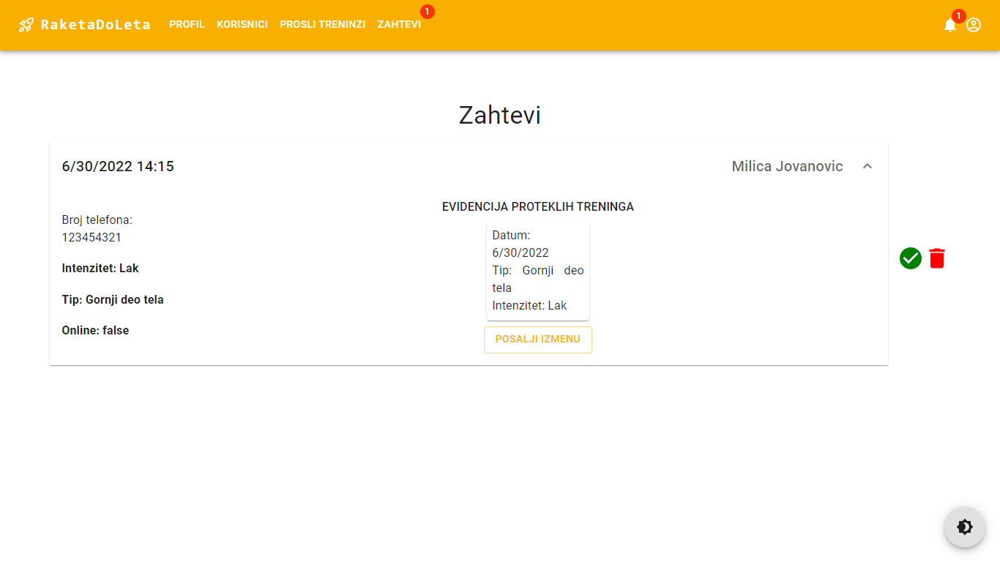 RaketaDoLeta PROFIL KORISNICI PROSLI TRENINZI ZAHTEVI 1 1
Zahtevi
6/30/2022 14:15 Milica Jovanovic
Broj telefona:
123454321
Intenzitet: Lak
Tip: Gornji deo tela
Online: false
EVIDENCIJA PROTEKLIH TRENINGA
Datum:
6/30/2022
Tip: Gornji deo
tela
Intenzitet: Lak
POSALJI IZMENU